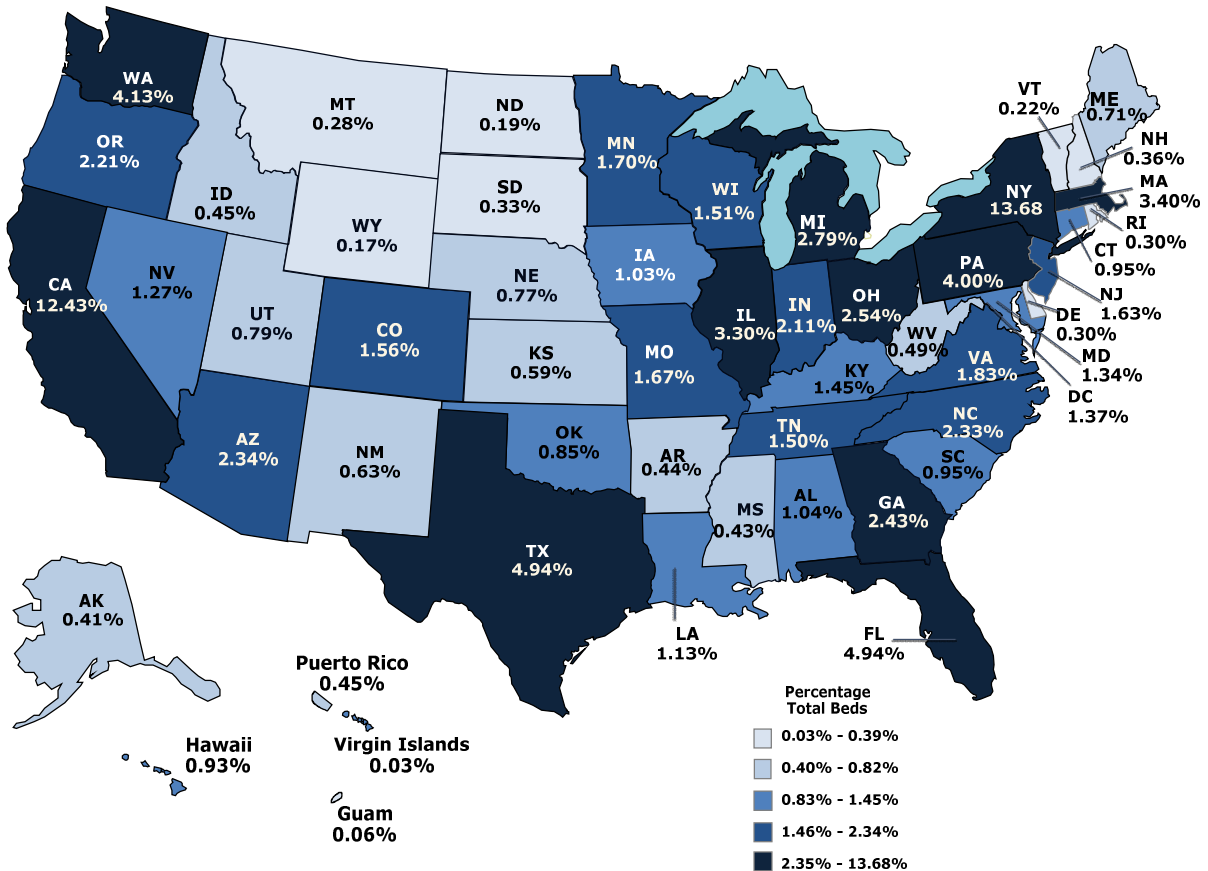 WA
4.13%
OR
2.21%
CA
12.43%
NV
1.27%
ID
0.45%
MT
0.28%
WY
0.17%
UT
0.79%
CO
1.56%
AZ
2.34%
NM
0.63%
ND
0.19%
SD
0.33%
NE
0.77%
KS
0.59%
OK
0.85%
TX
4.94%
MN
1.70%
IA
1.03%
MO
1.67%
AR
0.44%
LA
1.13%
WI
1.51%
IL
3.30%
MI
2.79%
IN
2.11%
OH
2.54%
KY
1.45%
TN
1.50%
MS
0.43%
AL
1.04%
GA
2.43%
FL
4.94%
SC
0.95%
NC
2.33%
VA
1.83%
WV
0.49%
PA
4.00%
NY
13.68
VT
0.22%
ME
0.71%
NH
0.36%
MA
3.40%
RI
0.30%
CT
0.95%
NJ
1.63%
DE
0.30%
MD
1.34%
DC
1.37%
AK
0.41%
Hawaii
0.93%
Puerto Rico
0.45%
Virgin Islands
0.03%
Guam
0.06%
Percentage
Total Beds
0.03% - 0.39%
0.40% - 0.82%
0.83% - 1.45%
1.46% - 2.34%
2.35% - 13.68%